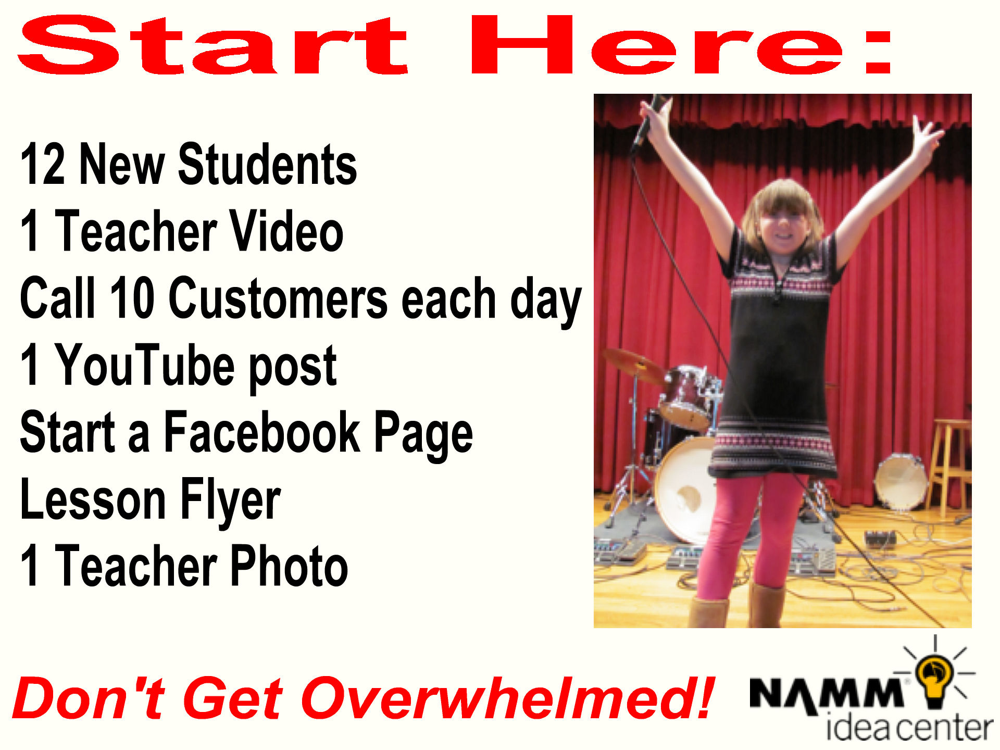 Start Here:
12 New Students
1 Teacher Video
Call 10 Customers each day
1 YouTube post
Start a Facebook Page
Lesson Flyer
1 Teacher Photo
Don't Get Overwhelmed!
NAMM®
idea center